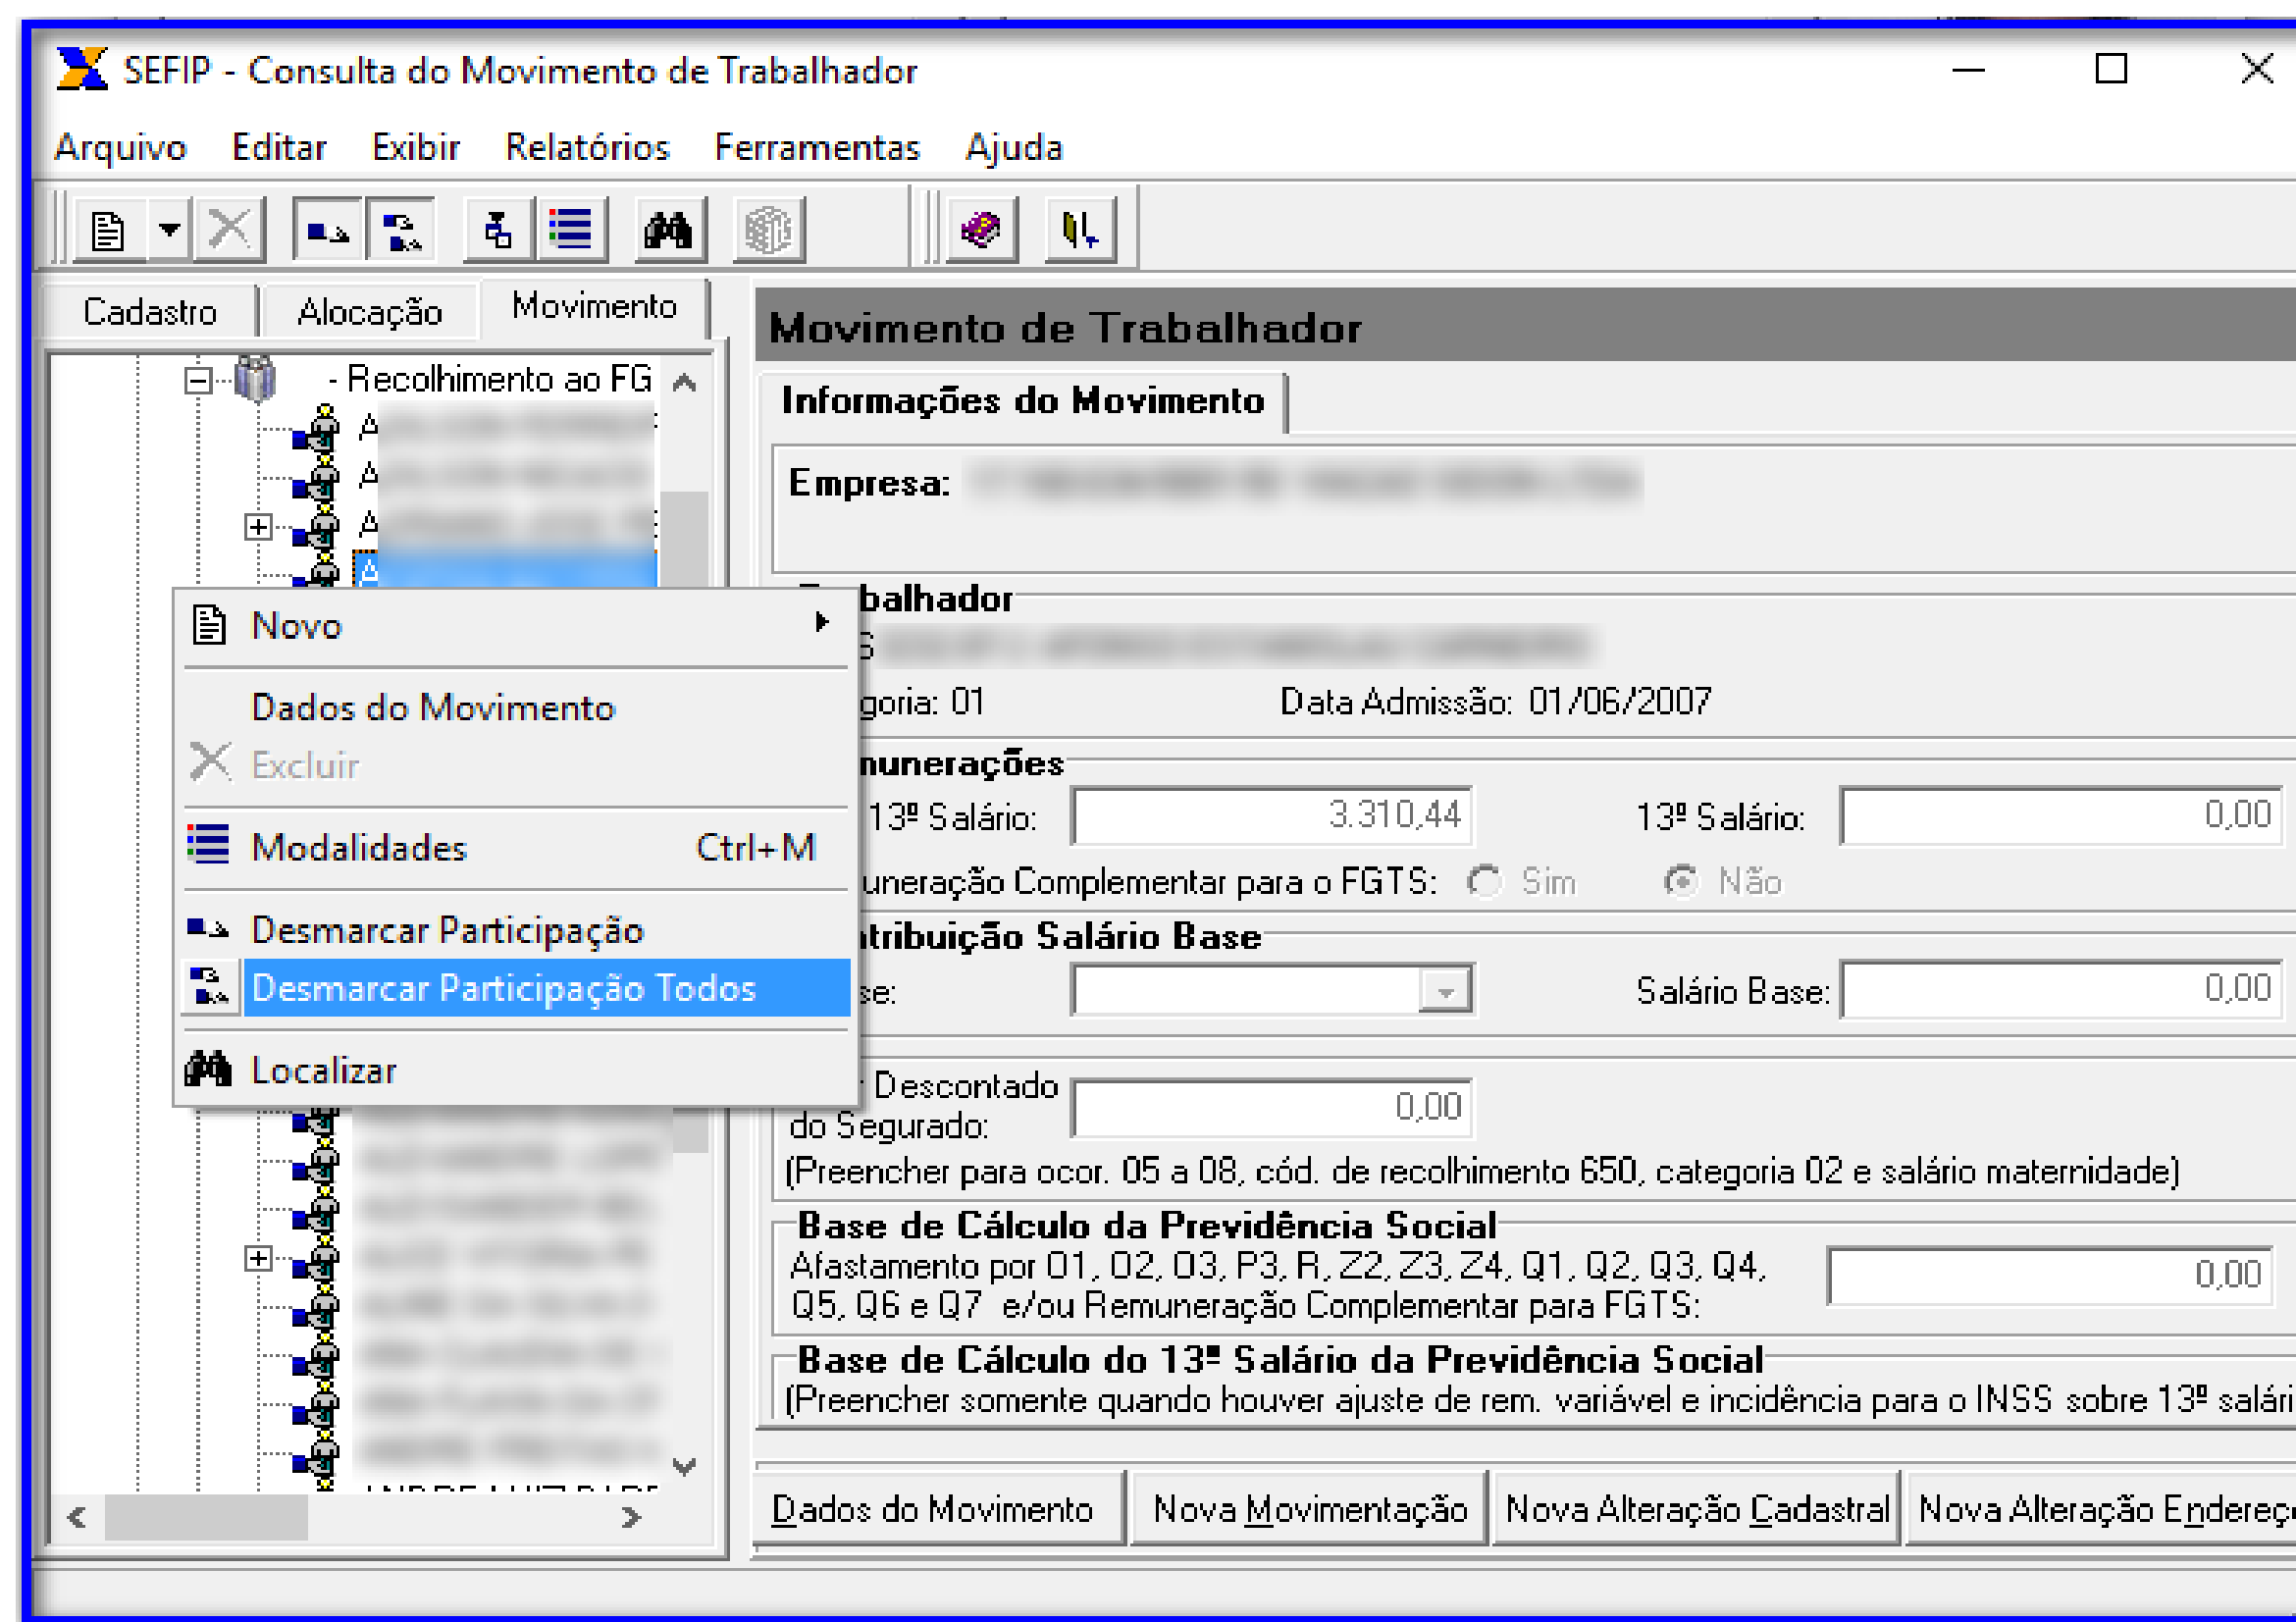 SEFIP - Consulta do Movimento de Trabalhador
Arquivo Editar Exibir Relatórios Ferramentas Ajuda
Cadastro Alocação Movimento
- Recolhimento ao FG
A
A
A
A
Novo
Dados do Movimento
Excluir
Modalidades Ctrl+M
Desmarcar Participação
Desmarcar Participação Todos
Localizar
Movimento de Trabalhador
Informações do Movimento
Empresa:
balhador
goria: 01 Data Admissão: 01/06/2007
nunerações
13º Salário: 3.310,44 13º Salário: 0,00
uneração Complementar para o FGTS: Sim Não
tribuição Salário Base
se: Salário Base: 0,00
Descontado
do Segurado: 0,00
(Preencher para ocor. 05 a 08, cód. de recolhimento 650, categoria 02 e salário maternidade)
Base de Cálculo da Previdência Social
Afastamento por O1, O2, O3, P3, R, Z2, Z3, Z4, Q1, Q2, Q3, Q4,
Q5, Q6 e Q7 e/ou Remuneração Complementar para FGTS: 0,00
Base de Cálculo do 13º Salário da Previdência Social
(Preencher somente quando houver ajuste de rem. variável e incidência para o INSS sobre 13º salári
Dados do Movimento Nova Movimentação Nova Alteração Cadastral Nova Alteração Endereç